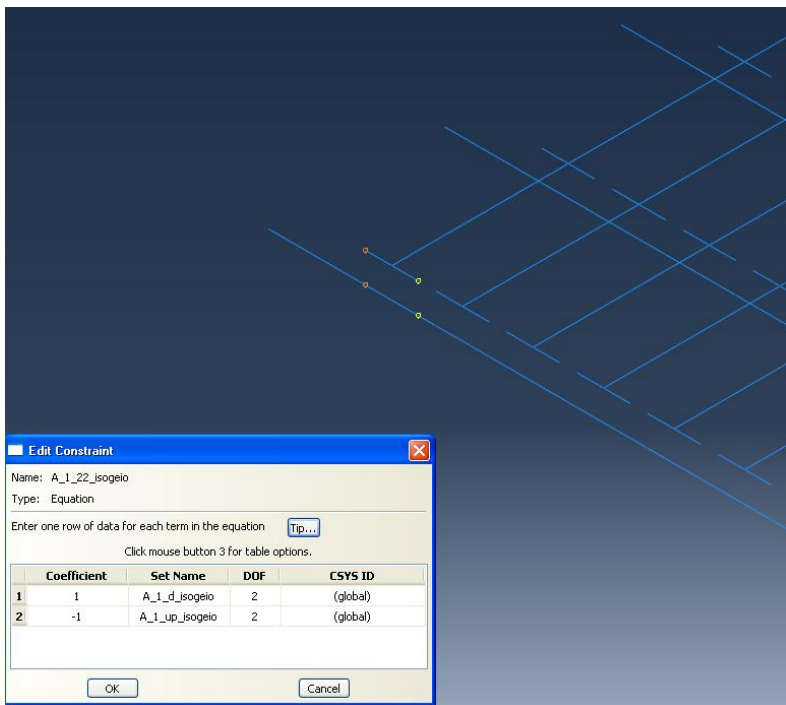 Edit Constraint
Name: A_1_22_isogeio
Type: Equation
Enter one row of data for each term in the equation Tip...
Click mouse button 3 for table options.
Coefficient Set Name DOF CSYS ID
1 1 A_1_d_isogeio 2 (global)
2 -1 A_1_up_isogeio 2 (global)
OK Cancel